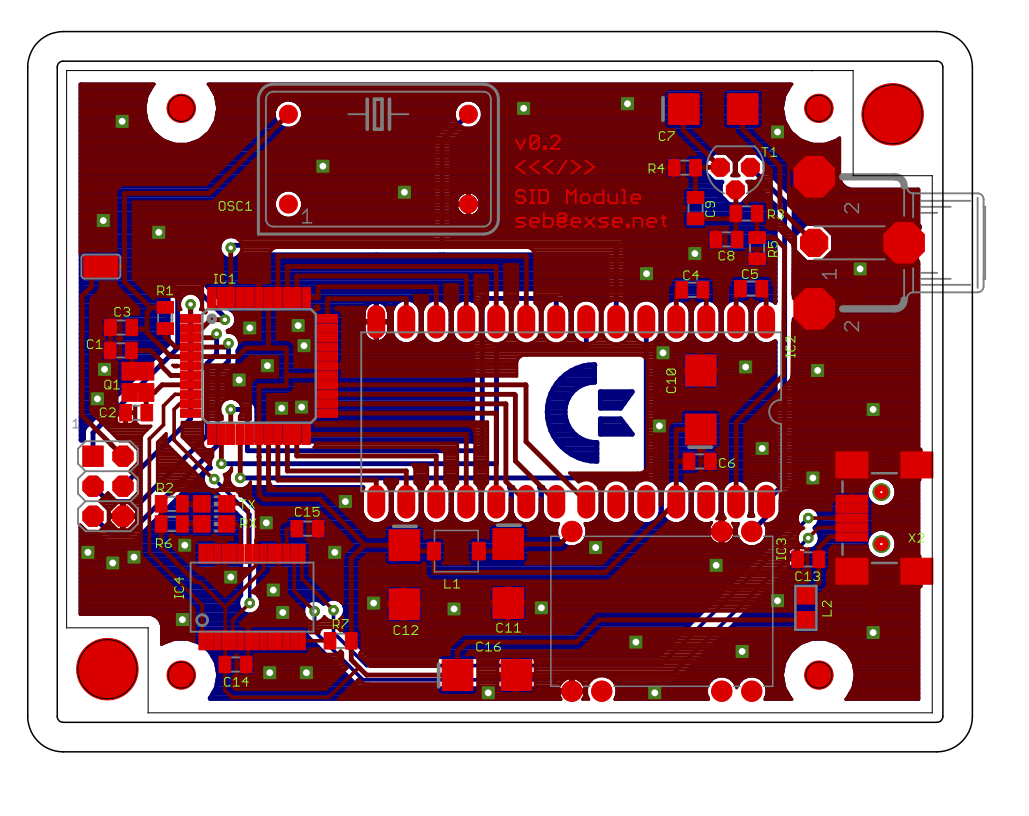 v0.2
<<</>>
SID Module
seb@exse.net
C7
T1
R4
C9
R3
C8
R5
OSC1
1
2
1
2
IC1
C4
C5
R1
C3
C1
Q1
C2
1
IC2
C10
C6
R2
TX
RX
R6
C15
IC4
L1
IC3
X2
C13
L2
C12
C11
R7
C16
C14